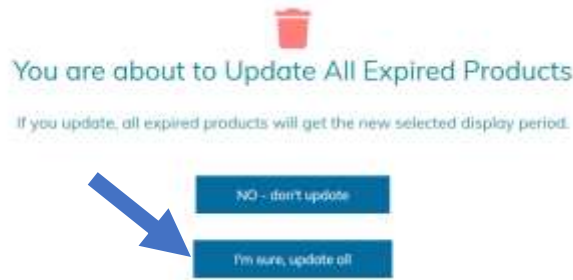 You are about to Update All Expired Products
If you update, all expired products will get the new selected display period.
NO - don't update
I'm sure, update all